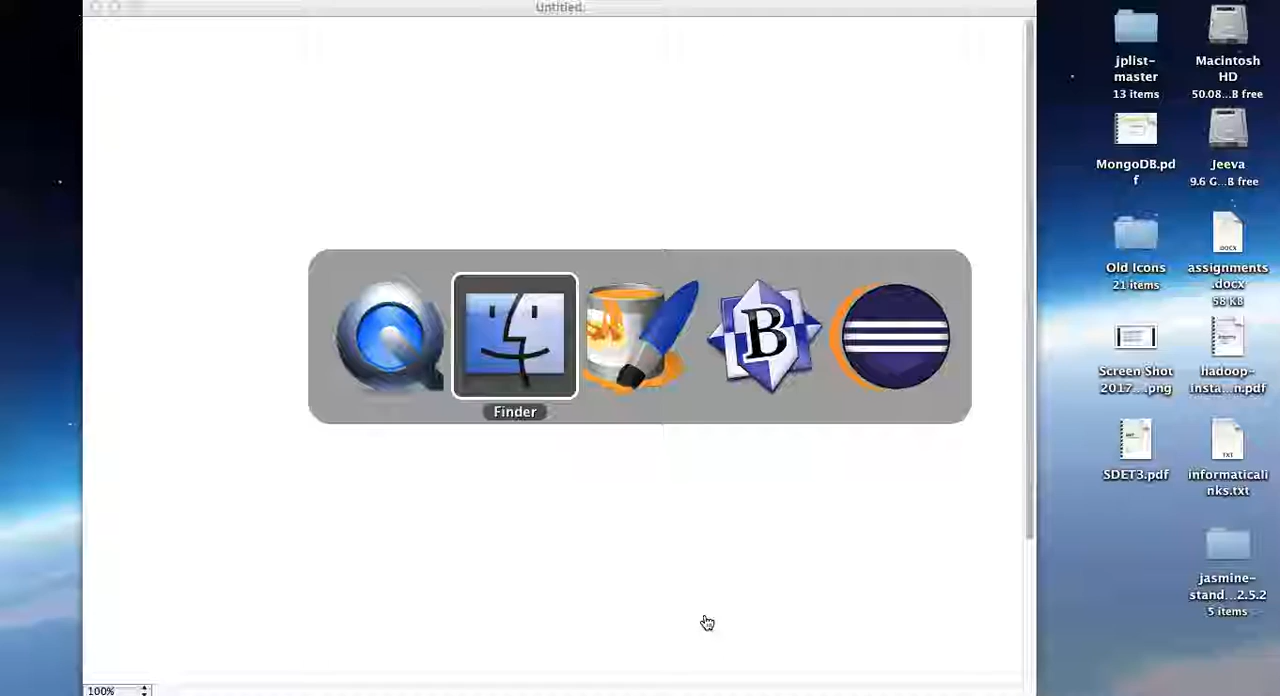 Untitled
jplist-
master
13 items
Macintosh
HD
50.08...B free
MongoDB.pd
f
Jeeva
9.6 G...B free
Old Icons
21 items
DOCX
assignments
.docx
58 KB
Screen Shot
2017....png
hadoop-
insta...n.pdf
SDET3.pdf
TXT
informaticali
nks.txt
jasmine-
stand...2.5.2
5 items
B
Finder
100%